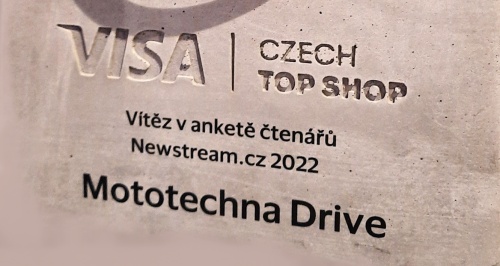 VISA | CZECH
TOP SHOP
Vítěz v anketě čtenářů
Newstream.cz 2022
Mototechna Drive